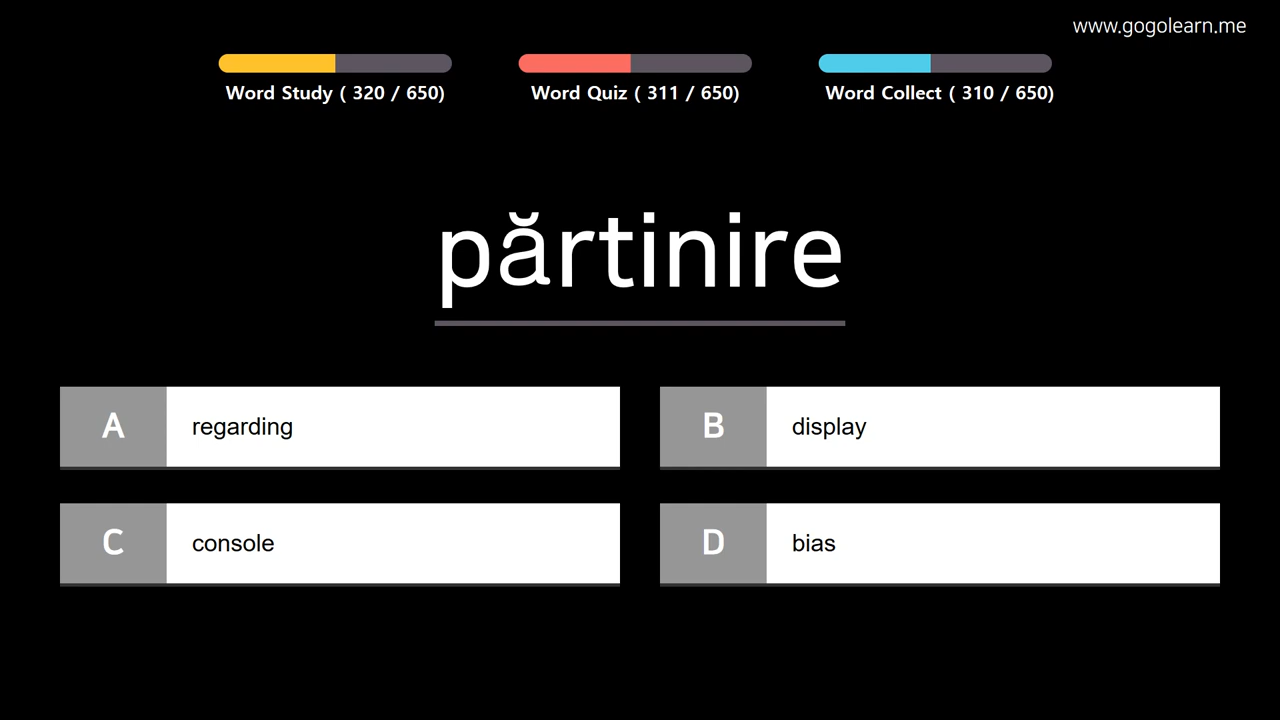 www.gogolearn.me
Word Study ( 320 / 650)
Word Quiz ( 311 / 650)
Word Collect ( 310 / 650)
părtinire
A
regarding
B
display
C
console
D
bias